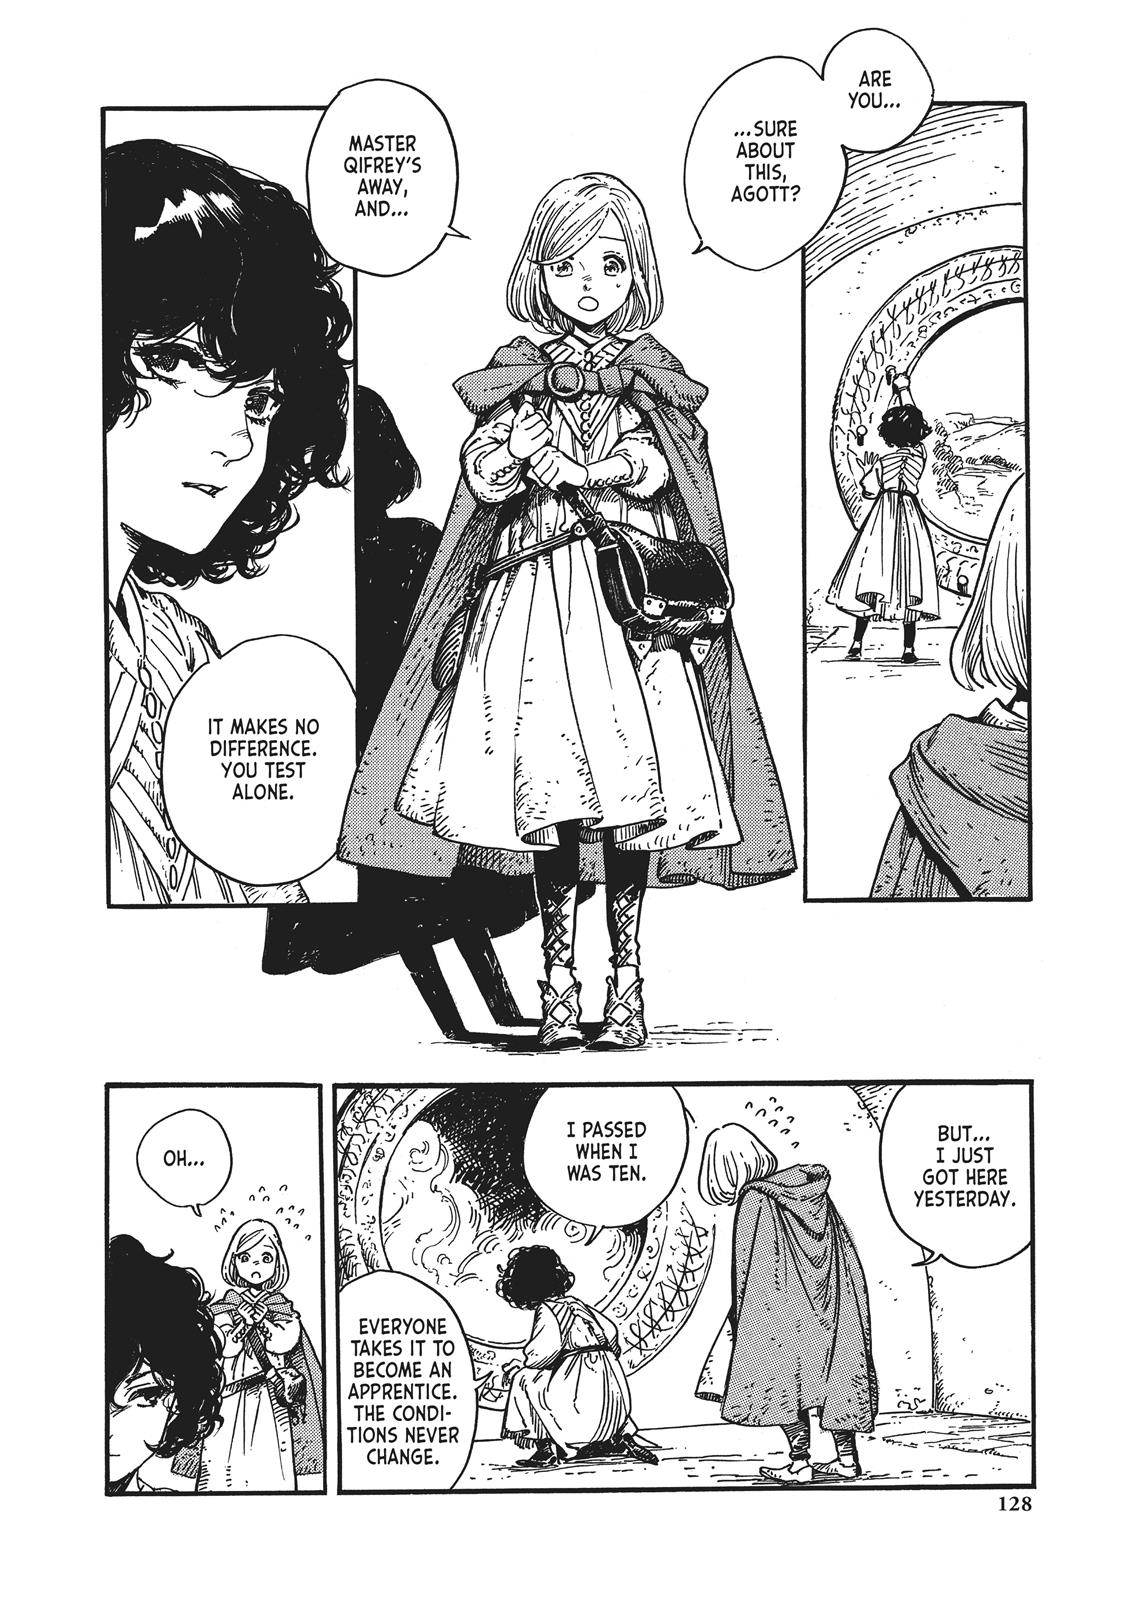 ARE
YOU...
...SURE
ABOUT
THIS,
AGOTT?
MASTER
QIFREY'S
AWAY,
AND...
IT MAKES NO
DIFFERENCE.
YOU TEST
ALONE.
BUT...
I JUST
GOT HERE
YESTERDAY.
I PASSED
WHEN I
WAS TEN.
EVERYONE
TAKES IT TO
BECOME AN
APPRENTICE.
THE CONDI-
TIONS NEVER
CHANGE.
OH...
128